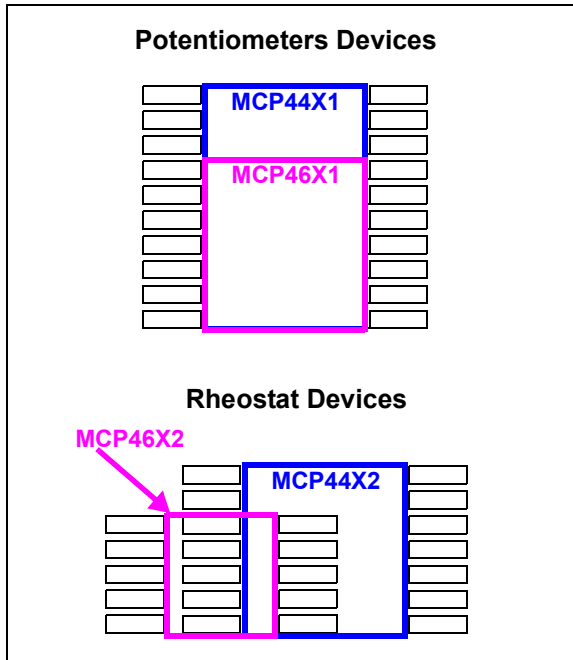 Potentiometers Devices
MCP44X1
MCP46X1
Rheostat Devices
MCP46X2
MCP44X2